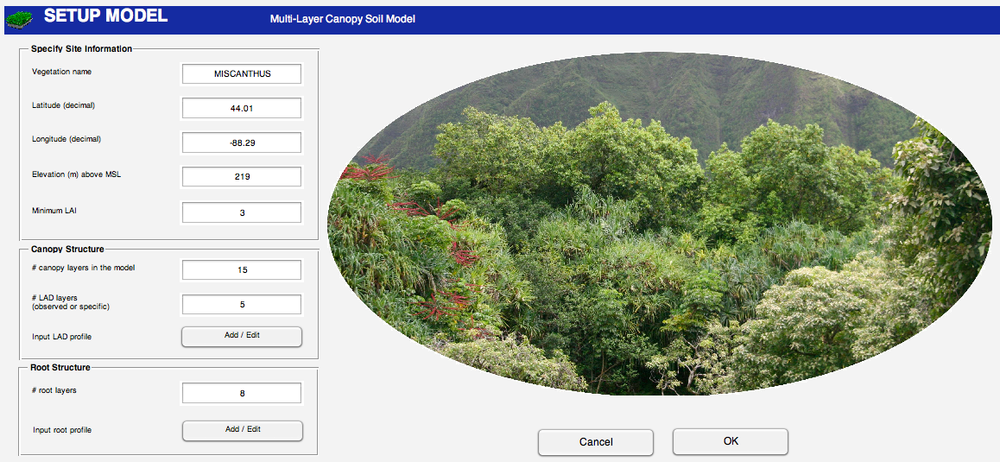 SETUP MODEL
Multi-Layer Canopy Soil Model
Specify Site Information
Vegetation name
MISCANTHUS
Latitude (decimal)
44.01
Longitude (decimal)
-88.29
Elevation (m) above MSL
219
Minimum LAI
3
Canopy Structure
# canopy layers in the model
15
# LAD layers
(observed or specific)
5
Input LAD profile
Add / Edit
Root Structure
# root layers
8
Input root profile
Add / Edit
Cancel
OK